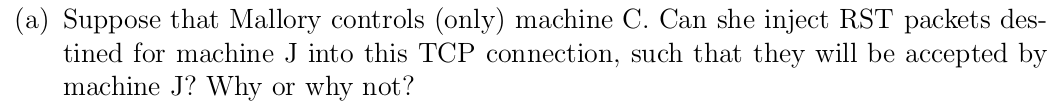 (a) Suppose that Mallory controls (only) machine C. Can she inject RST packets des-
tined for machine J into this TCP connection, such that they will be accepted by
machine J? Why or why not?